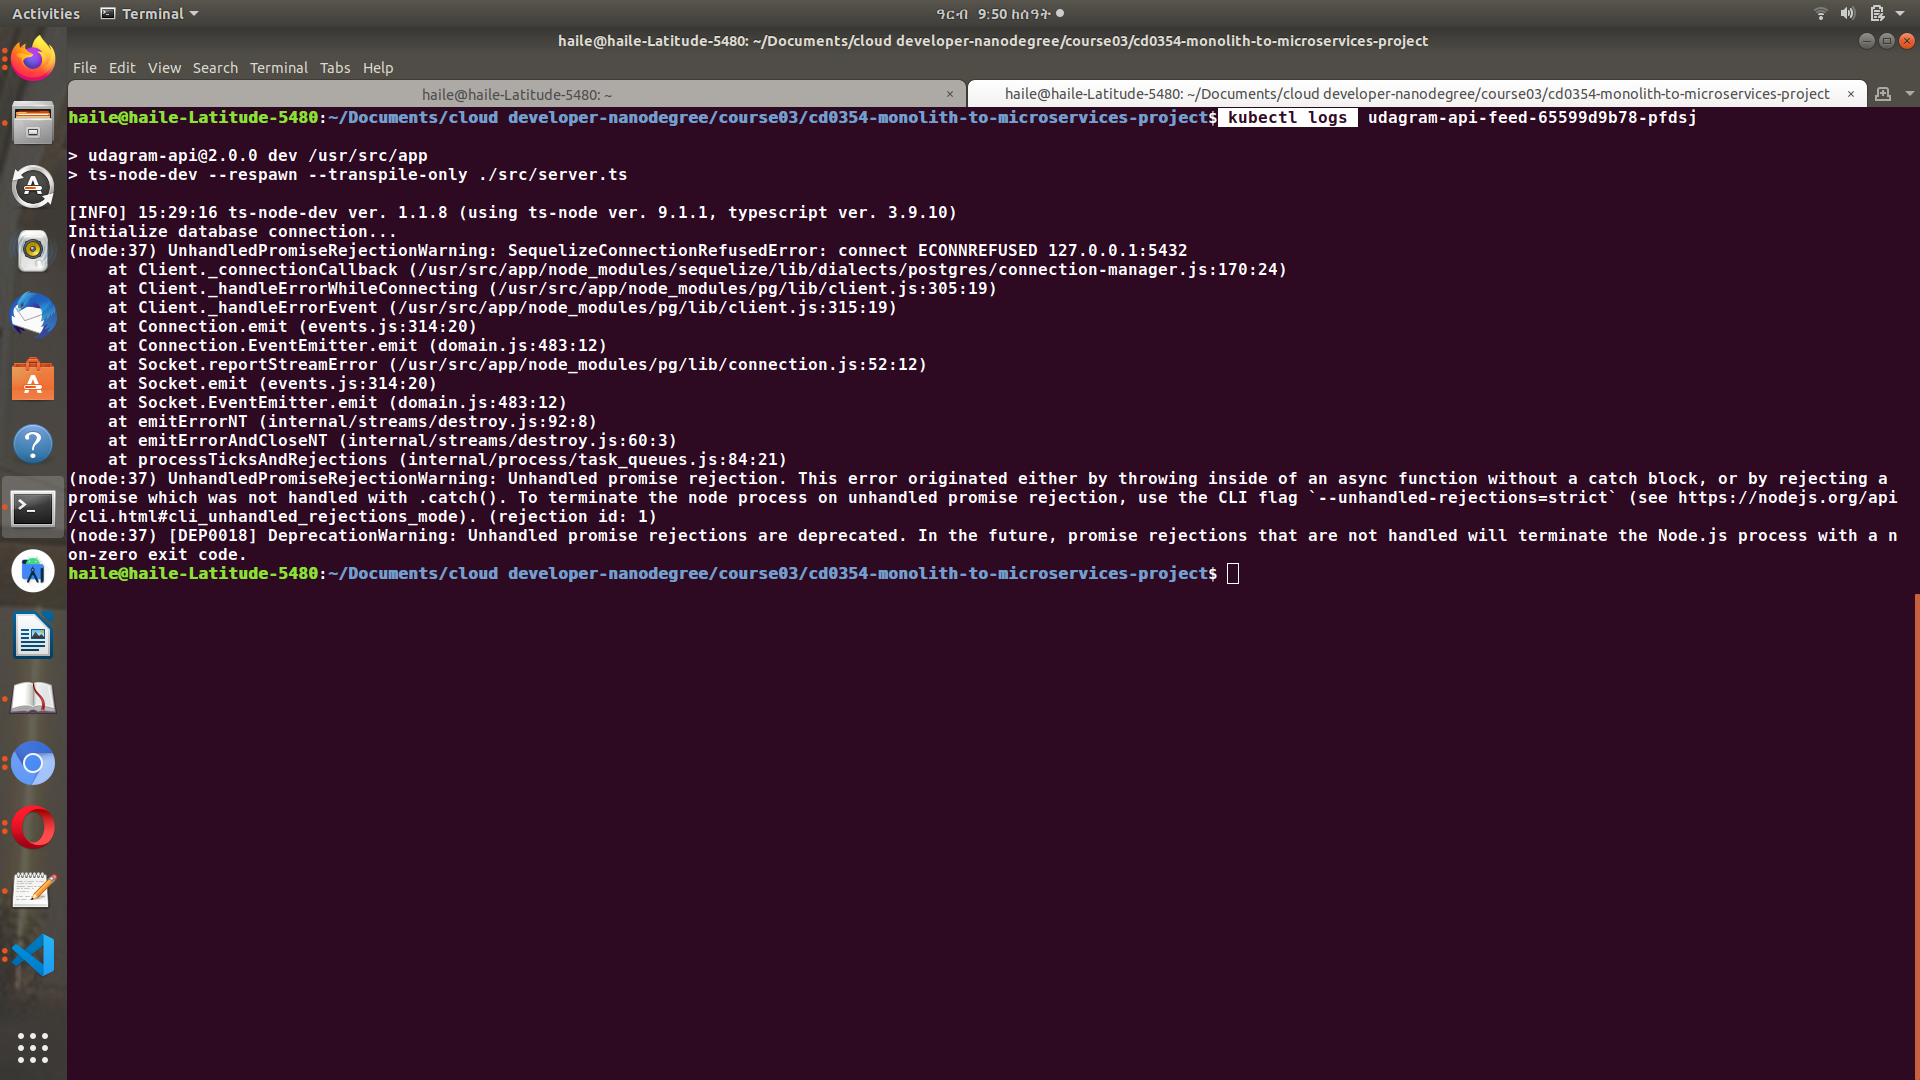 Activities Terminal ዓርብ 9:50 ከሰዓት
haile@haile-Latitude-5480: ~/Documents/cloud developer-nanodegree/course03/cd0354-monolith-to-microservices-project
File Edit View Search Terminal Tabs Help
haile@haile-Latitude-5480: ~ × haile@haile-Latitude-5480: ~/Documents/cloud developer-nanodegree/course03/cd0354-monolith-to-microservices-project ×
haile@haile-Latitude-5480:~/Documents/cloud developer-nanodegree/course03/cd0354-monolith-to-microservices-project$ kubectl logs  udagram-api-feed-65599d9b78-pfdsj
> udagram-api@2.0.0 dev /usr/src/app
> ts-node-dev --respawn --transpile-only ./src/server.ts
[INFO] 15:29:16 ts-node-dev ver. 1.1.8 (using ts-node ver. 9.1.1, typescript ver. 3.9.10)
Initialize database connection...
(node:37) UnhandledPromiseRejectionWarning: SequelizeConnectionRefusedError: connect ECONNREFUSED 127.0.0.1:5432
    at Client._connectionCallback (/usr/src/app/node_modules/sequelize/lib/dialects/postgres/connection-manager.js:170:24)
    at Client._handleErrorWhileConnecting (/usr/src/app/node_modules/pg/lib/client.js:305:19)
    at Client._handleErrorEvent (/usr/src/app/node_modules/pg/lib/client.js:315:19)
    at Connection.emit (events.js:314:20)
    at Connection.EventEmitter.emit (domain.js:483:12)
    at Socket.reportStreamError (/usr/src/app/node_modules/pg/lib/connection.js:52:12)
    at Socket.emit (events.js:314:20)
    at Socket.EventEmitter.emit (domain.js:483:12)
    at emitErrorNT (internal/streams/destroy.js:92:8)
    at emitErrorAndCloseNT (internal/streams/destroy.js:60:3)
    at processTicksAndRejections (internal/process/task_queues.js:84:21)
(node:37) UnhandledPromiseRejectionWarning: Unhandled promise rejection. This error originated either by throwing inside of an async function without a catch block, or by rejecting a
promise which was not handled with .catch(). To terminate the node process on unhandled promise rejection, use the CLI flag `--unhandled-rejections=strict` (see https://nodejs.org/api
/cli.html#cli_unhandled_rejections_mode). (rejection id: 1)
(node:37) [DEP0018] DeprecationWarning: Unhandled promise rejections are deprecated. In the future, promise rejections that are not handled will terminate the Node.js process with a n
on-zero exit code.
haile@haile-Latitude-5480:~/Documents/cloud developer-nanodegree/course03/cd0354-monolith-to-microservices-project$